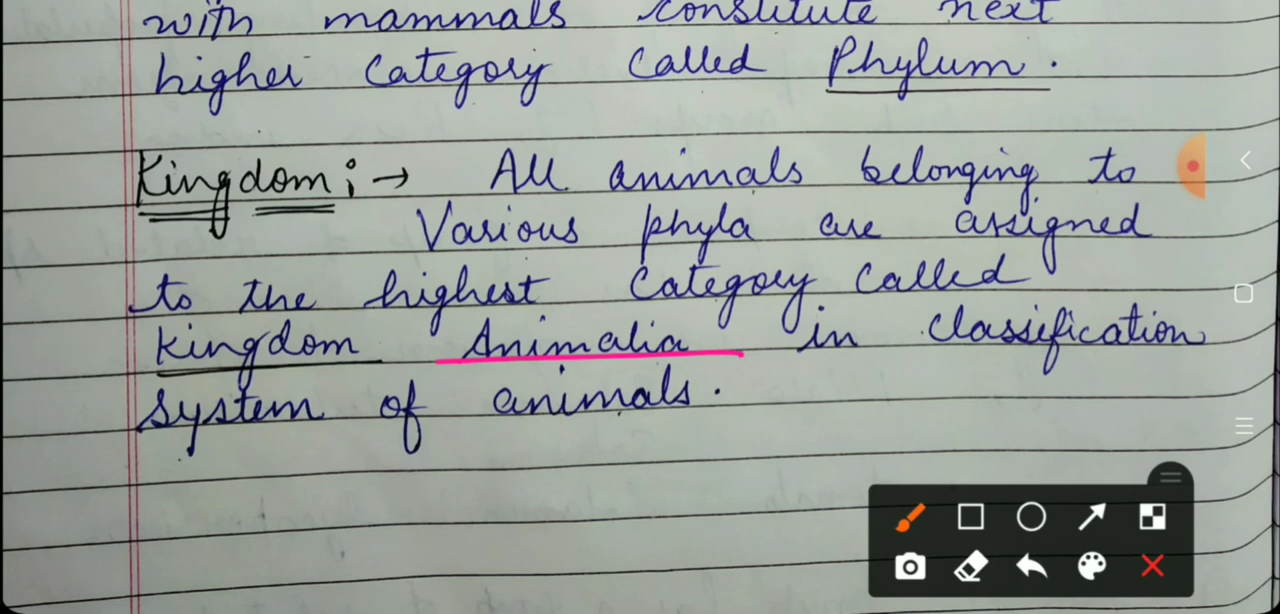 with mammals constitute next
higher category called Phylum.
Kingdom:→ All animals belonging to
Various phyla are assigned
to the highest category called
Kingdom Animalia in classification
system of animals.